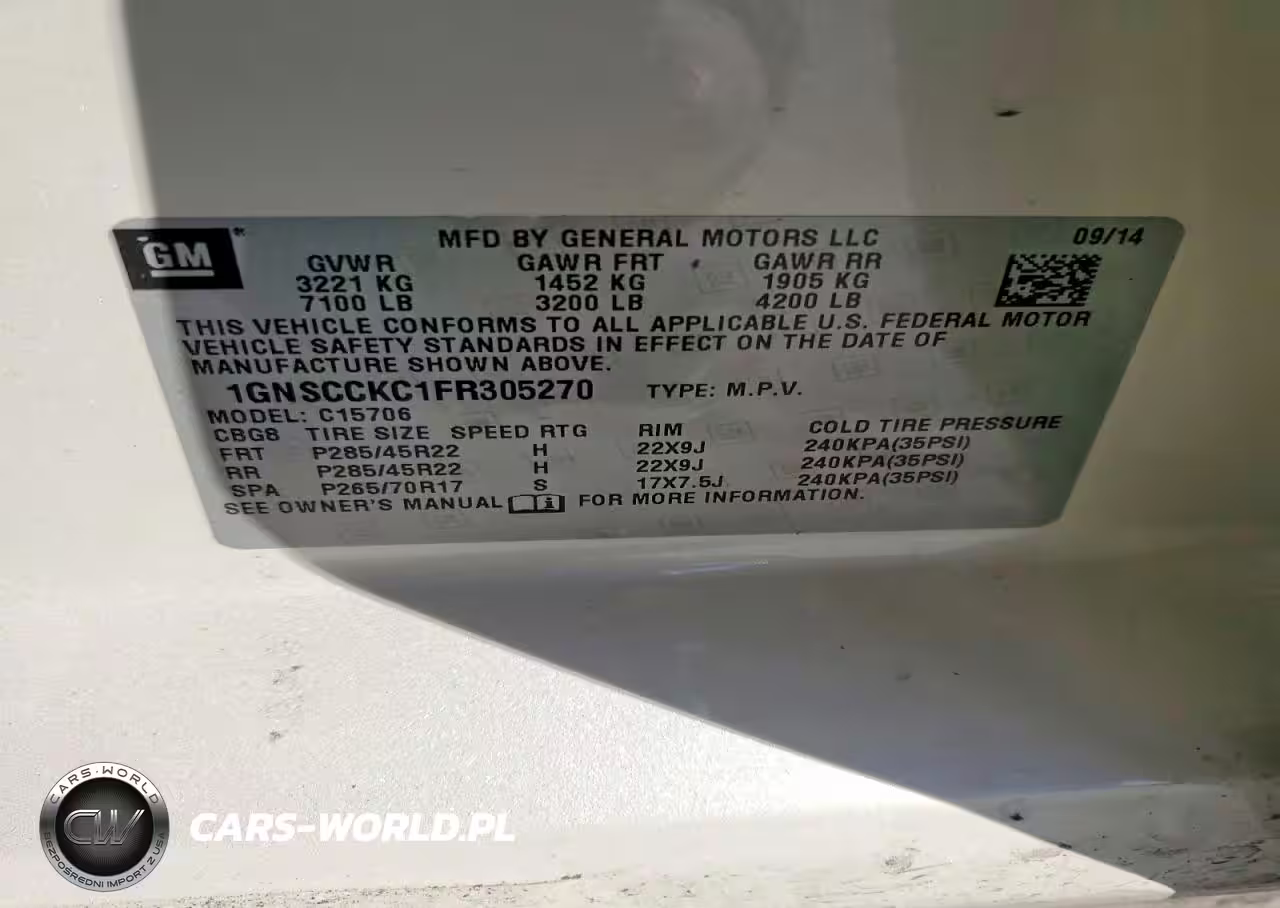 GM®
MFD BY GENERAL MOTORS LLC 09/14
GVWR GAWR FRT GAWR RR
3221 KG 1452 KG 1905 KG
7100 LB 3200 LB 4200 LB
THIS VEHICLE CONFORMS TO ALL APPLICABLE U.S. FEDERAL MOTOR
VEHICLE SAFETY STANDARDS IN EFFECT ON THE DATE OF
MANUFACTURE SHOWN ABOVE.
1GNSCCKC1FR305270 TYPE: M.P.V.
MODEL: C15706
CBG8 TIRE SIZE SPEED RTG RIM COLD TIRE PRESSURE
FRT P285/45R22 H 22X9J 240KPA(35PSI)
RR P285/45R22 H 22X9J 240KPA(35PSI)
SPA P265/70R17 S 17X7.5J 240KPA(35PSI)
SEE OWNER'S MANUAL FOR MORE INFORMATION.
CARS-WORLD
CW
BEZPOŚREDNI IMPORT Z USA
CARS-WORLD.PL